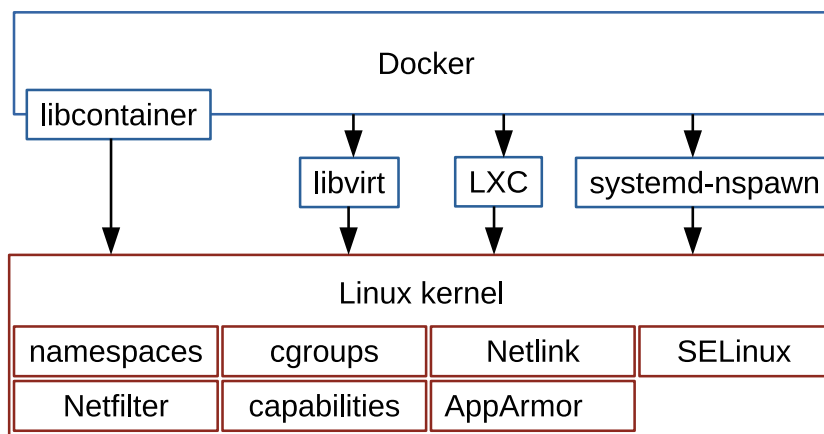 Docker
libcontainer
libvirt
LXC
systemd-nspawn
Linux kernel
namespaces
cgroups
Netlink
SELinux
Netfilter
capabilities
AppArmor